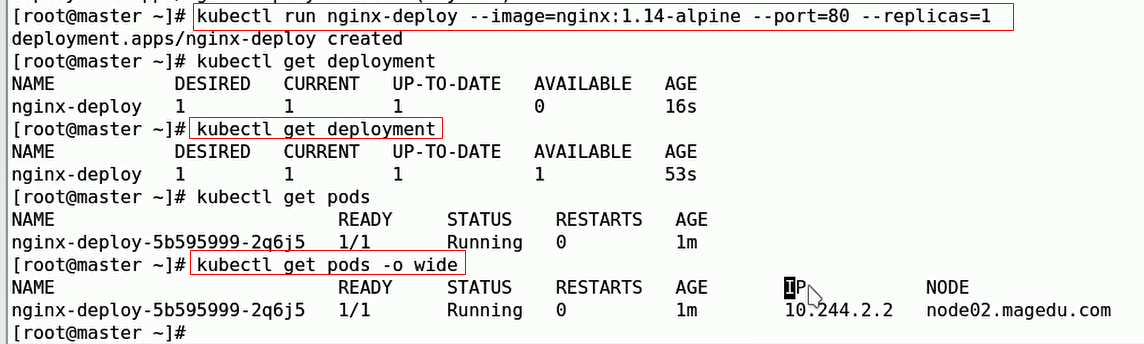 [root@master ~]# kubectl run nginx-deploy --image=nginx:1.14-alpine --port=80 --replicas=1
deployment.apps/nginx-deploy created
[root@master ~]# kubectl get deployment
NAME DESIRED CURRENT UP-TO-DATE AVAILABLE AGE
nginx-deploy 1 1 1 0 16s
[root@master ~]# kubectl get deployment
NAME DESIRED CURRENT UP-TO-DATE AVAILABLE AGE
nginx-deploy 1 1 1 1 53s
[root@master ~]# kubectl get pods
NAME READY STATUS RESTARTS AGE
nginx-deploy-5b595999-2q6j5 1/1 Running 0 1m
[root@master ~]# kubectl get pods -o wide
NAME READY STATUS RESTARTS AGE IP NODE
nginx-deploy-5b595999-2q6j5 1/1 Running 0 1m 10.244.2.2 node02.magedu.com
[root@master ~]#